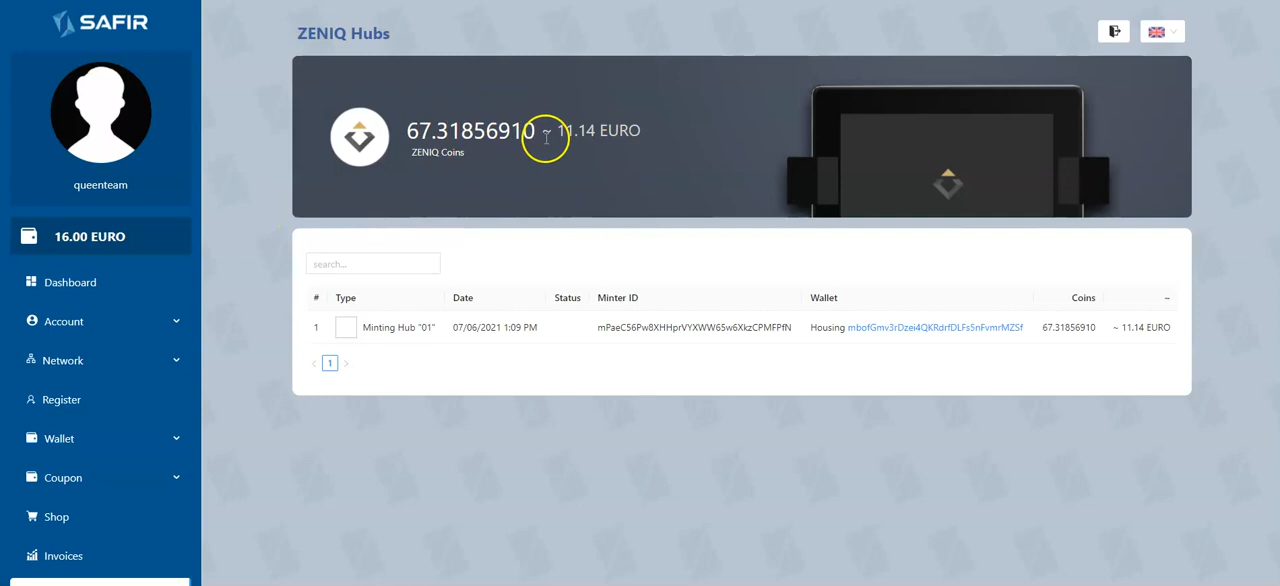 SAFIR
queenteam
16.00 EURO
Dashboard
Account
Network
Register
Wallet
Coupon
Shop
Invoices
ZENIQ Hubs
67.31856910 ~ 11.14 EURO
ZENIQ Coins
search...
# Type Date Status Minter ID Wallet Coins ~
1 Minting Hub "01" 07/06/2021 1:09 PM mPaeC56Pw8XHHprVYXWW65w6XkzCPMFPfN Housing mbofGmv3rDzei4QKRdrfDLFs5nFvmrMZSf 67.31856910 ~ 11.14 EURO
< 1 >